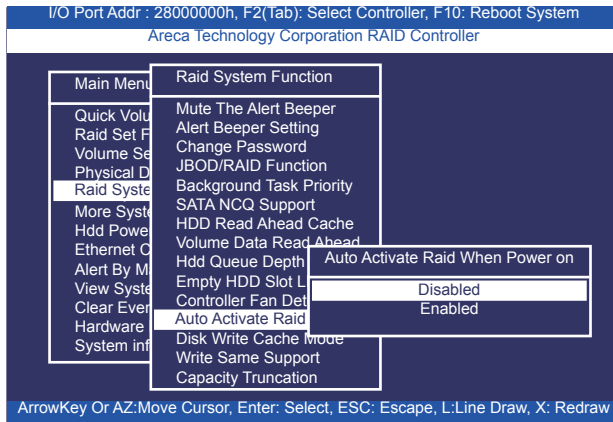 I/O Port Addr : 28000000h, F2(Tab): Select Controller, F10: Reboot System
Areca Technology Corporation RAID Controller
Main Menu
Quick Volu
Raid Set F
Volume Se
Physical D
Raid Syste
More Syste
Hdd Power
Ethernet C
Alert By M
View Syste
Clear Even
Hardware
System inf
Raid System Function
Mute The Alert Beeper
Alert Beeper Setting
Change Password
JBOD/RAID Function
Background Task Priority
SATA NCQ Support
HDD Read Ahead Cache
Volume Data Read Ahead
Hdd Queue Depth
Empty HDD Slot L
Controller Fan Det
Auto Activate Raid
Disk Write Cache Mode
Write Same Support
Capacity Truncation
Auto Activate Raid When Power on
Disabled
Enabled
ArrowKey Or AZ:Move Cursor, Enter: Select, ESC: Escape, L:Line Draw, X: Redraw